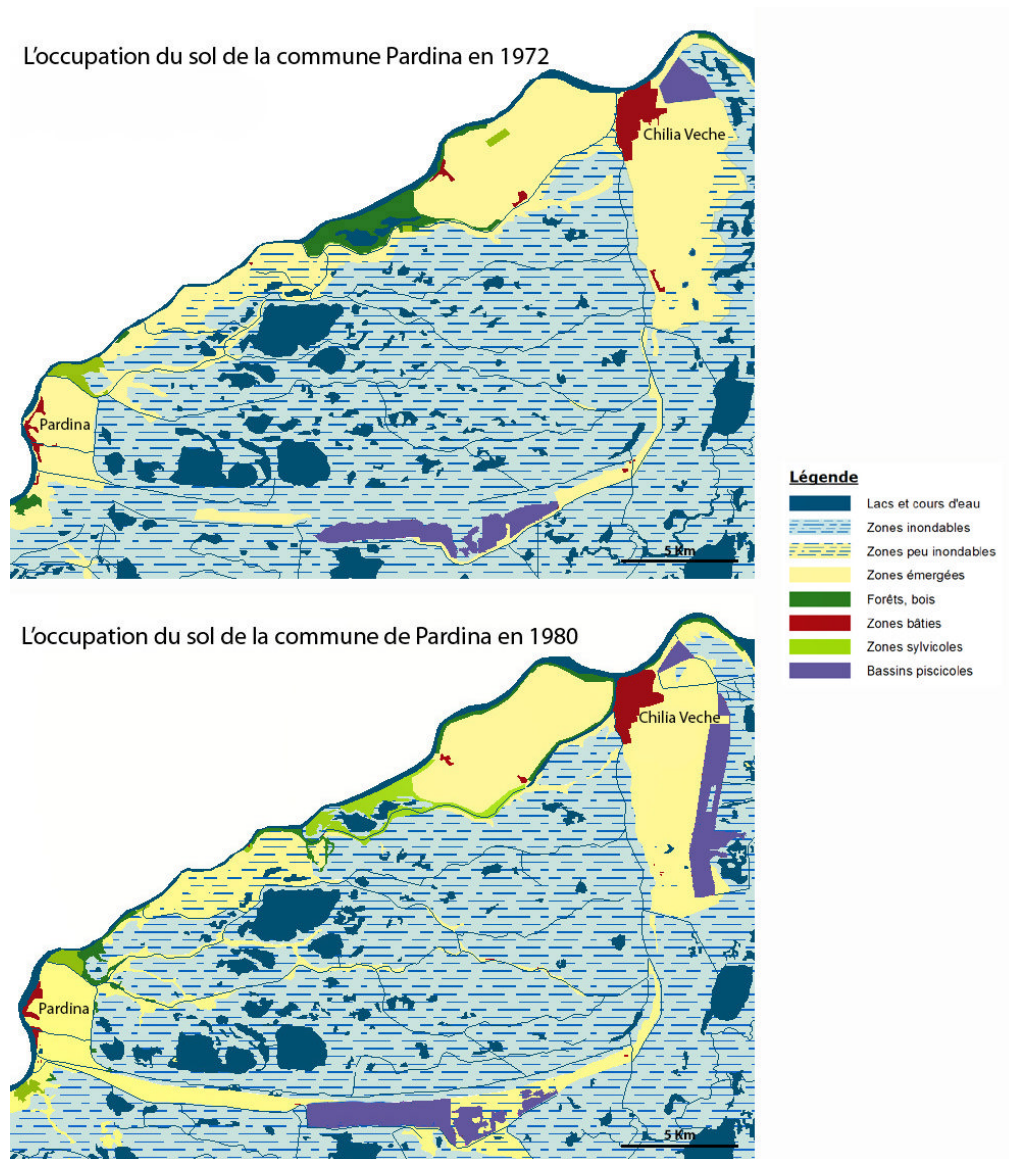 L'occupation du sol de la commune Pardina en 1972
Chilia Veche
Pardina
5 Km
Légende
Lacs et cours d'eau
Zones inondables
Zones peu inondables
Zones émergées
Forêts, bois
Zones bâties
Zones sylvicoles
Bassins piscicoles
L'occupation du sol de la commune de Pardina en 1980
Chilia Veche
Pardina
5 Km